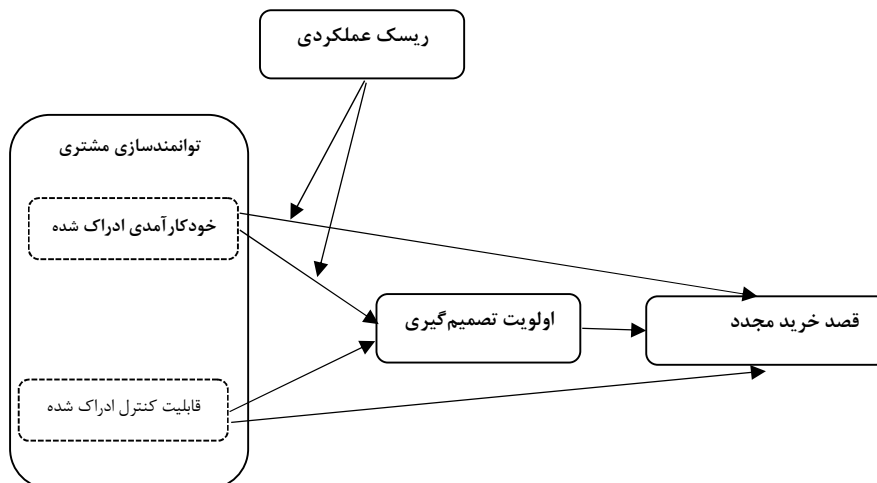 ریسک عملکردی
توانمندسازی مشتری
خودکارآمدی ادراک شده
اولویت تصمیم‌گیری
قصد خرید مجدد
قابلیت کنترل ادراک شده